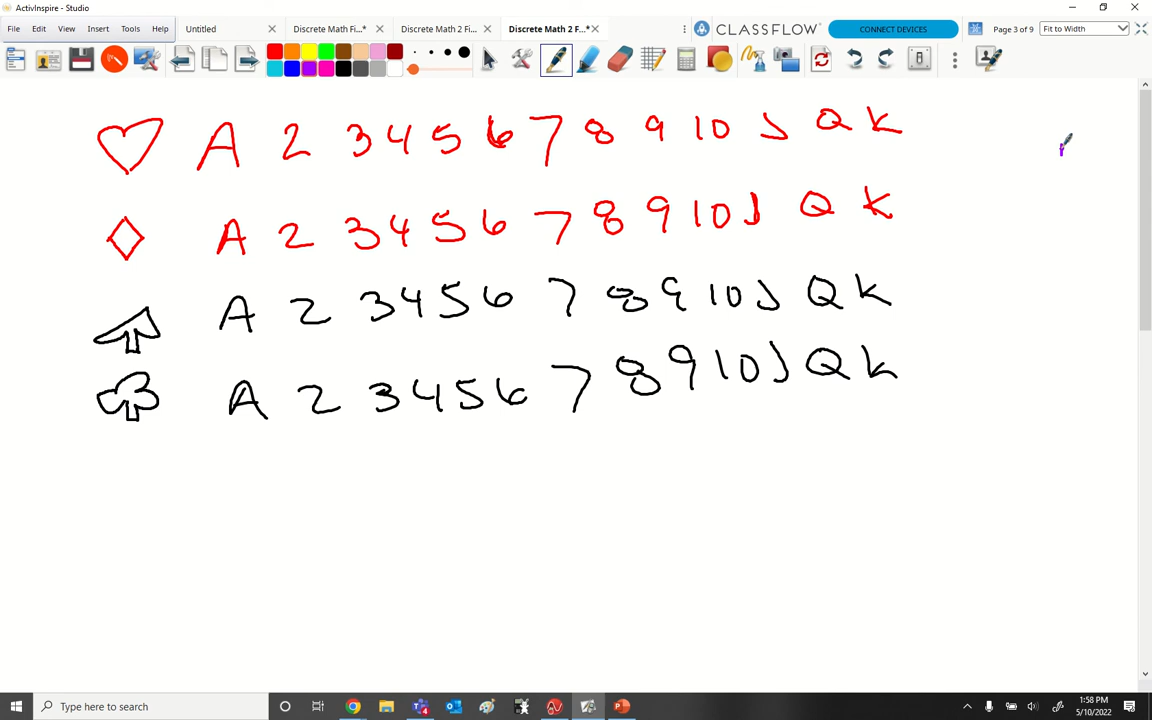 ActivInspire - Studio
File Edit View Insert Tools Help Untitled Discrete Math Fi...* Discrete Math 2 Fi... Discrete Math 2 F...* CLASSFLOW CONNECT DEVICES Page 3 of 9 Fit to Width
A 2 3 4 5 6 7 8 9 10 J Q K
A 2 3 4 5 6 7 8 9 10 J Q K
A 2 3 4 5 6 7 8 9 10 J Q K
A 2 3 4 5 6 7 8 9 10 J Q K
Type here to search
1:58 PM
5/10/2022